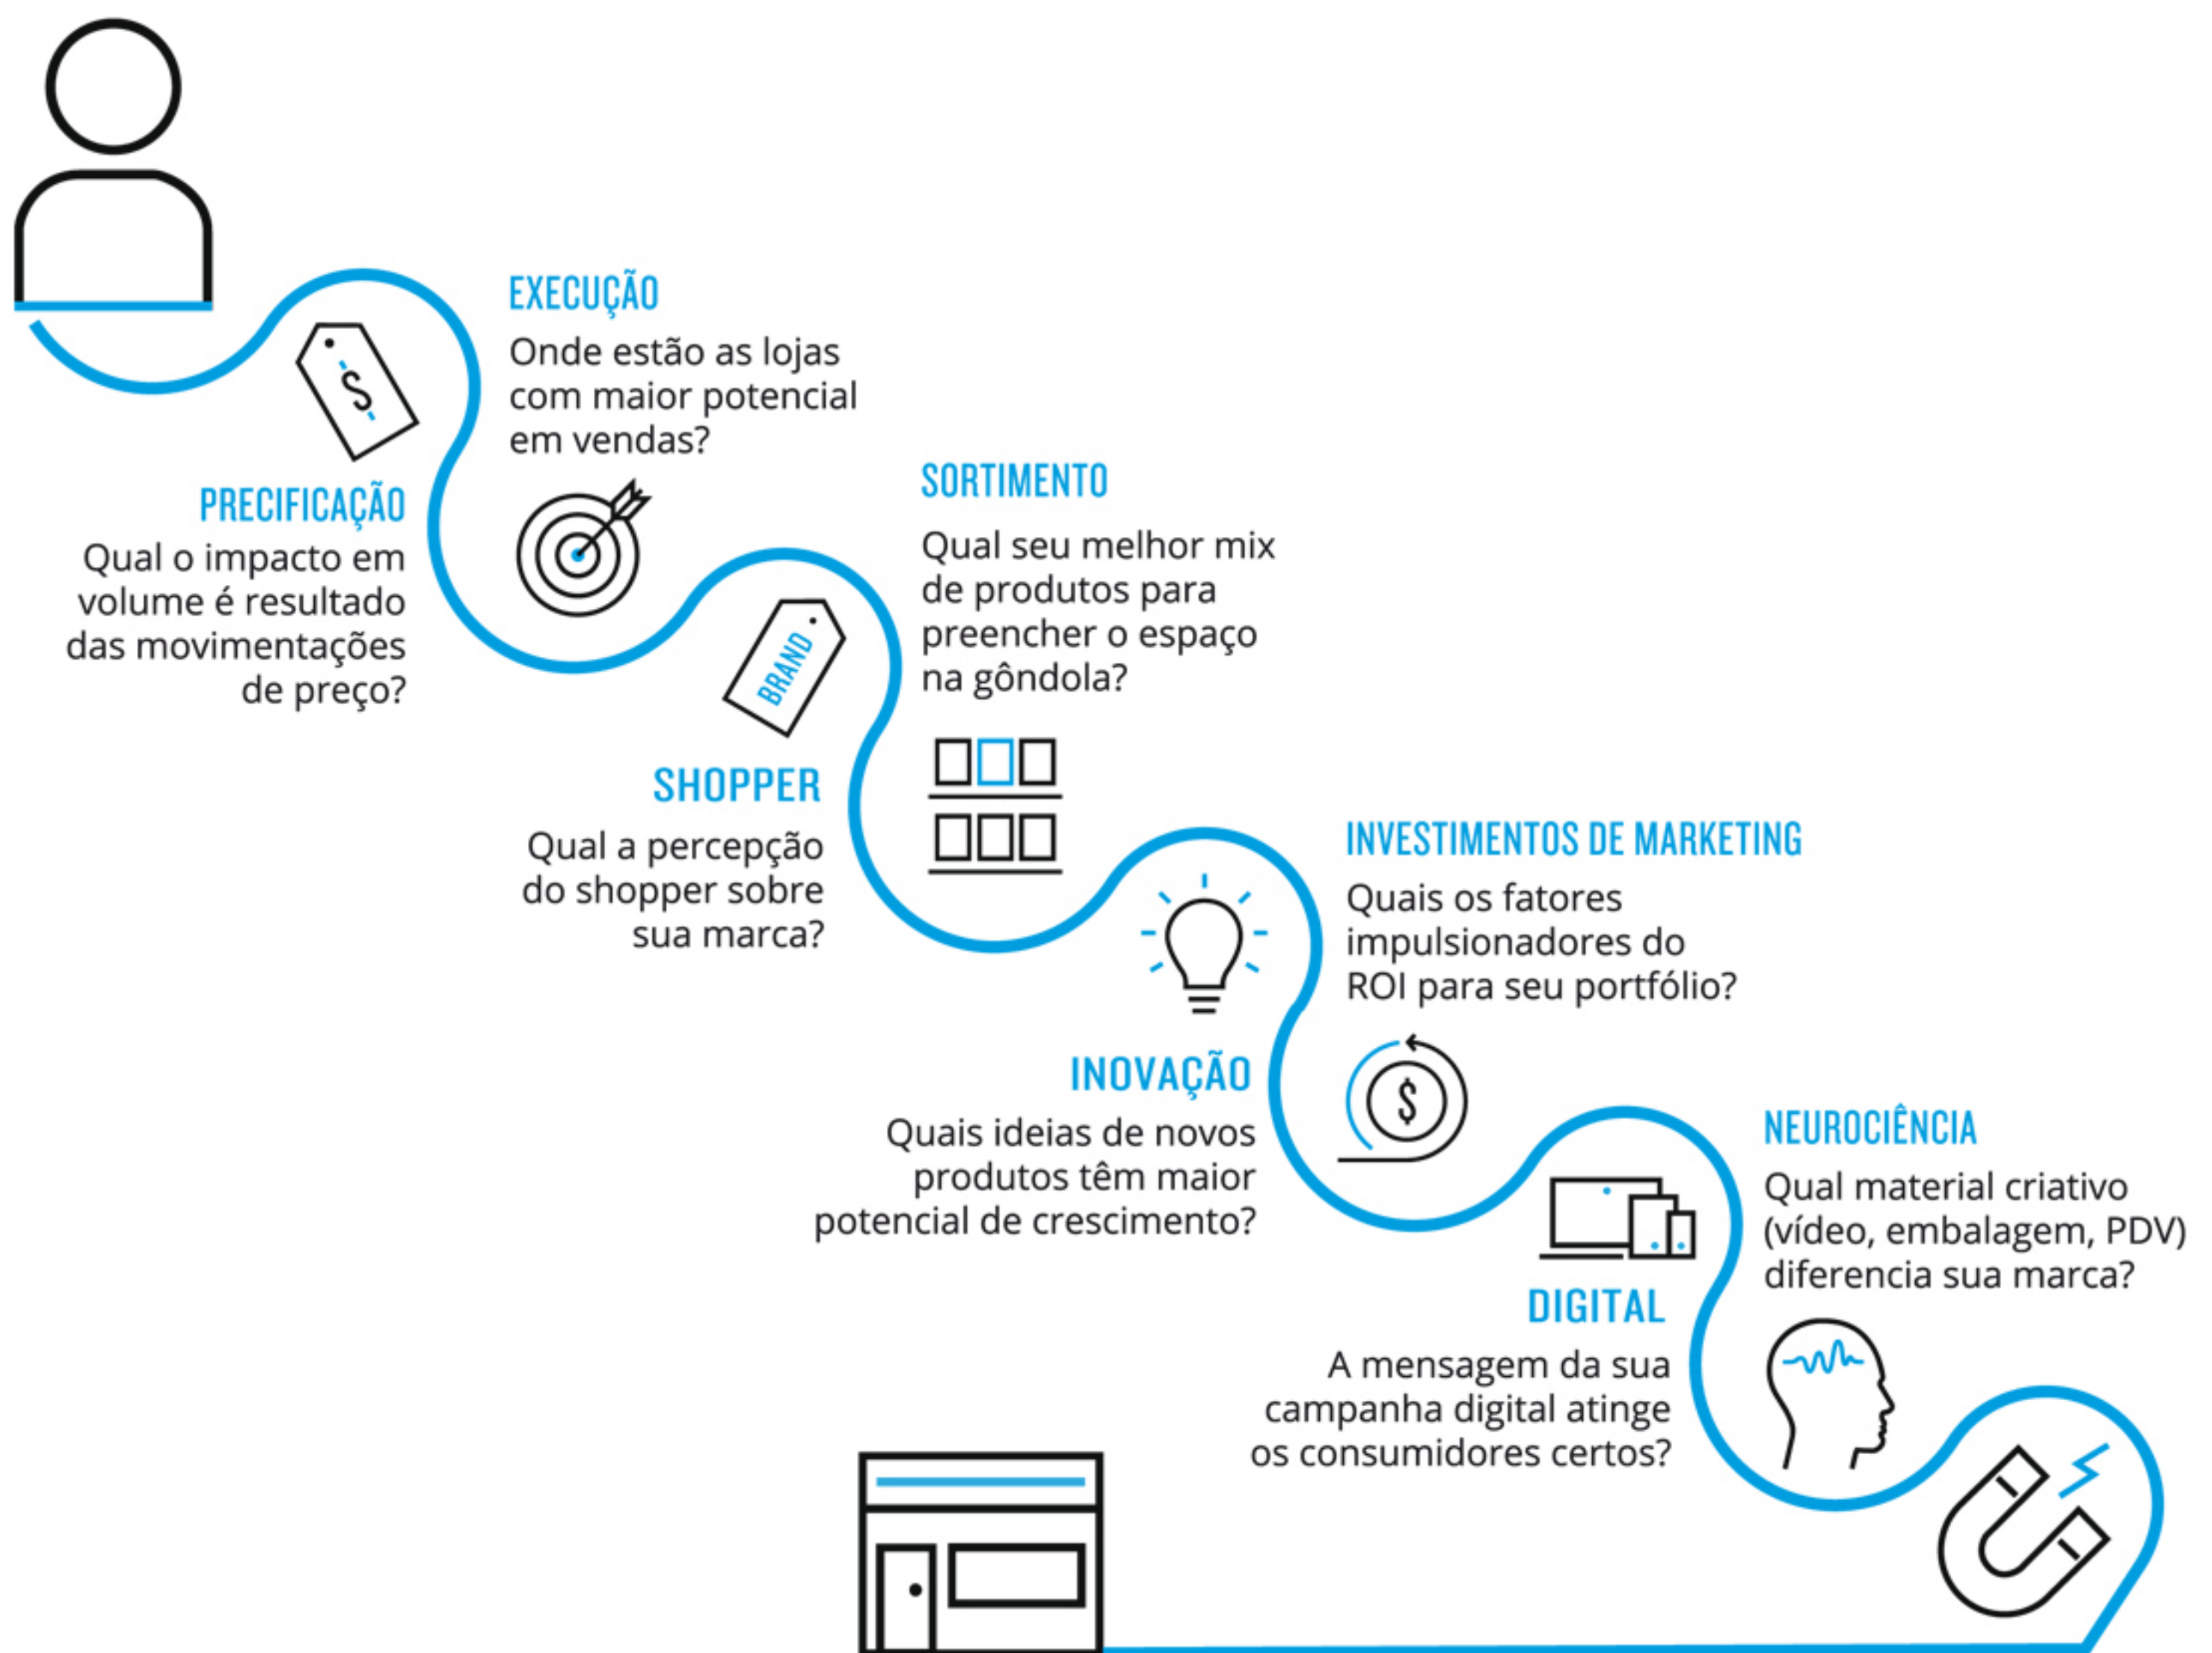 $
PRECIFICAÇÃO
Qual o impacto em
volume é resultado
das movimentações
de preço?
EXECUÇÃO
Onde estão as lojas
com maior potencial
em vendas?
BRAND
SHOPPER
Qual a percepção
do shopper sobre
sua marca?
SORTIMENTO
Qual seu melhor mix
de produtos para
preencher o espaço
na gôndola?
INOVAÇÃO
Quais ideias de novos
produtos têm maior
potencial de crescimento?
INVESTIMENTOS DE MARKETING
Quais os fatores
impulsionadores do
ROI para seu portfólio?
$
DIGITAL
A mensagem da sua
campanha digital atinge
os consumidores certos?
NEUROCIÊNCIA
Qual material criativo
(vídeo, embalagem, PDV)
diferencia sua marca?